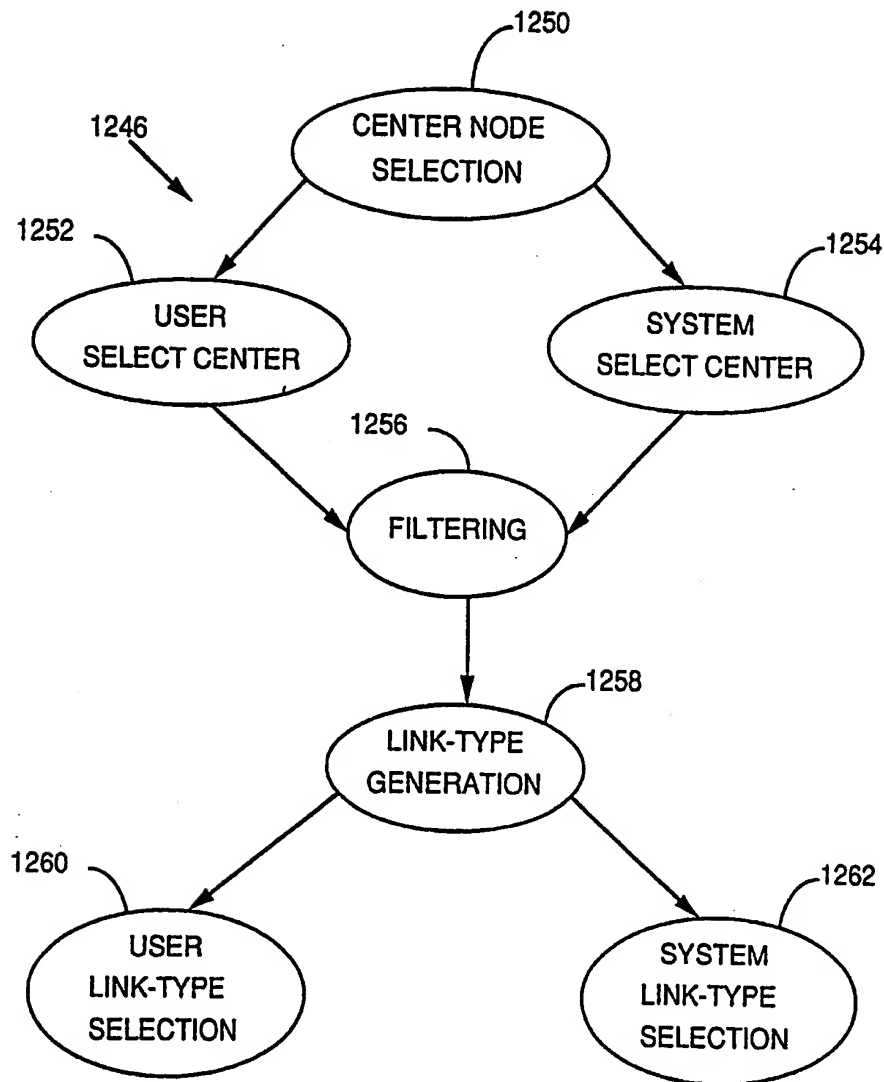 1250
CENTER NODE
SELECTION
1246
1252
1254
USER
SELECT CENTER
SYSTEM
SELECT CENTER
1256
FILTERING
1258
LINK-TYPE
GENERATION
1260
1262
USER
LINK-TYPE
SELECTION
SYSTEM
LINK-TYPE
SELECTION